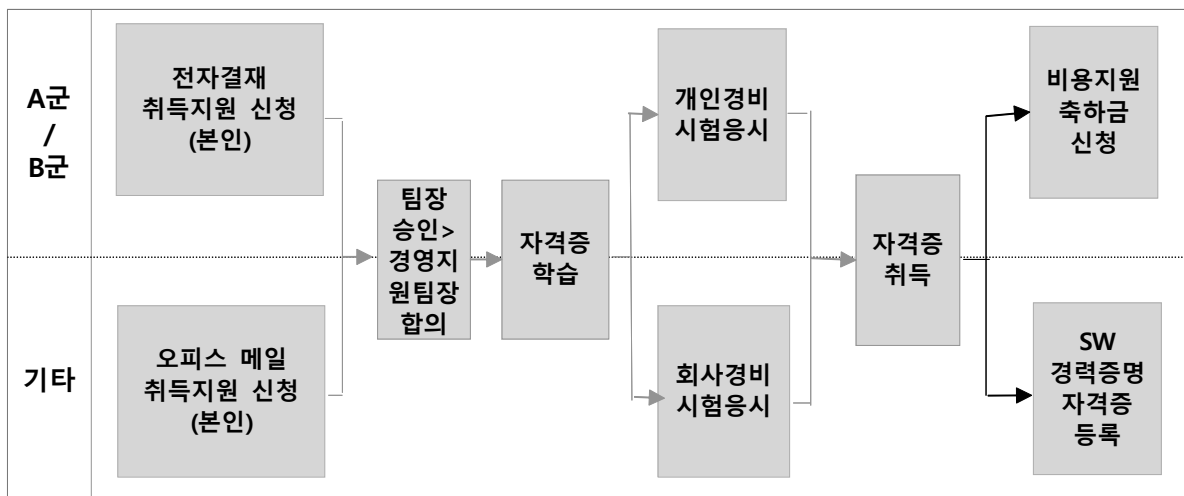 A군
/
B군
전자결재
취득지원 신청
(본인)
개인경비
시험응시
비용지원
축하금
신청
팀장
승인>
경영지
원팀장
합의
자격증
학습
자격증
취득
기타
오피스 메일
취득지원 신청
(본인)
회사경비
시험응시
SW
경력증명
자격증
등록